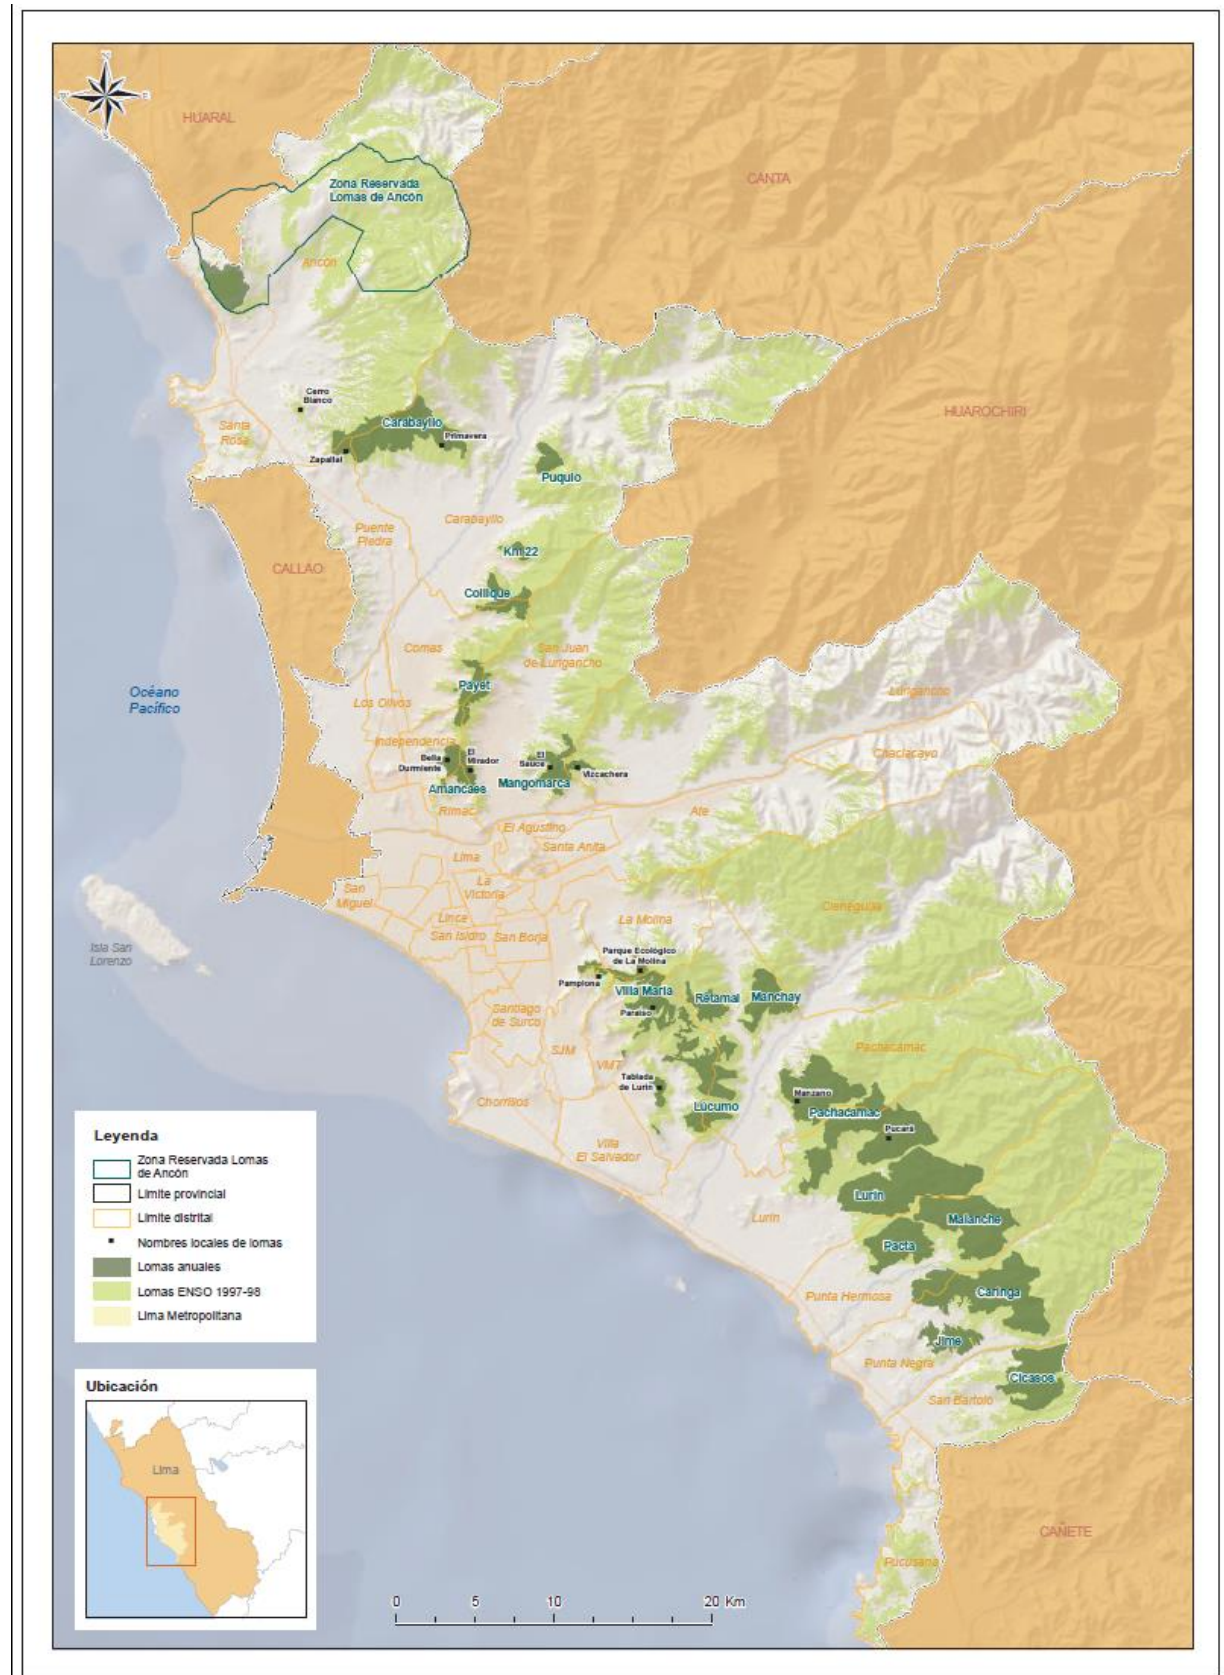 N
HUARAL
CANTA
Zona Reservada
Lomas de Ancón
Ancón
HUAROCHIRI
Cerro
Blanco
Santa
Rosa
Carabayllo
Primavera
Zapallal
Puquio
Puente
Piedra
Carabayllo
Km 22
CALLAO
Collique
Comas
San Juan
de Lurigancho
Océano
Pacífico
Payet
Los Olivos
Lurigancho
Independencia
Chaclacayo
Bella
Durmiente
El
Mirador
El
Sauce
Vizcachera
Amancaes
Mangomarca
Rimac
Ate
El Agustino
Santa Anita
Lima
San
Miguel
La
Victoria
Lince
San Isidro
San Borja
La Molina
Cieneguilla
Isla San
Lorenzo
Parque Ecológico
de La Molina
Pamplona
Villa María
Retamal
Manchay
Paraíso
Santiago
de Surco
SJM
VMT
Pachacamac
Tablada
de Lurín
Manzano
Chorrillos
Lúcumo
Pachacamac
Pucará
Villa
El Salvador
Lurín
Lurín
Malanche
Pacta
Caringa
Punta Hermosa
Jime
Punta Negra
Cicasos
San Bartolo
CAÑETE
Pucusana
Leyenda
Zona Reservada Lomas
de Ancón
Límite provincial
Límite distrital
Nombres locales de lomas
Lomas anuales
Lomas ENSO 1997-98
Lima Metropolitana
Ubicación
Lima
0 5 10 20 Km